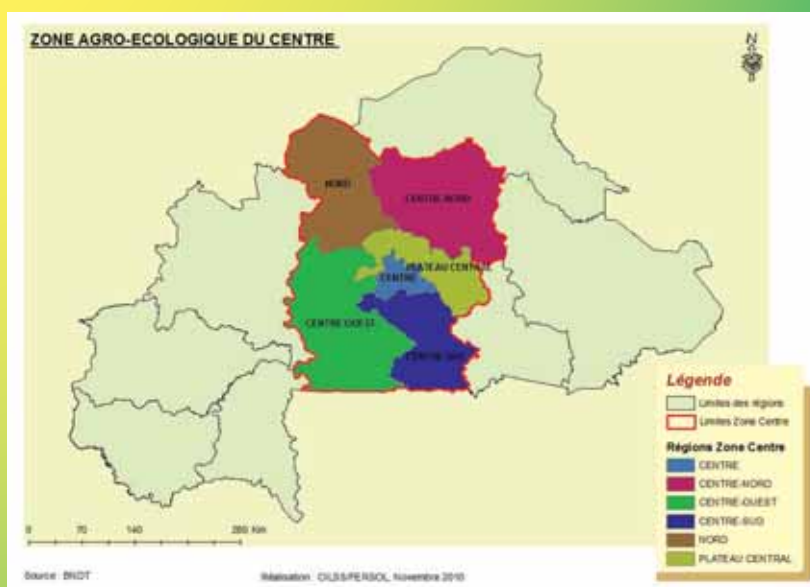 ZONE AGRO-ECOLOGIQUE DU CENTRE
N
NORD
CENTRE-NORD
PLATEAU CENTRAL
CENTRE
CENTRE-OUEST
CENTRE-SUD
Légende
Limites des régions
Limites Zone Centre
Régions Zone Centre
CENTRE
CENTRE-NORD
CENTRE-OUEST
CENTRE-SUD
NORD
PLATEAU CENTRAL
0 70 140 280 Km
Source : BNDT
Réalisation : CILSS/FERSOL, Novembre 2010